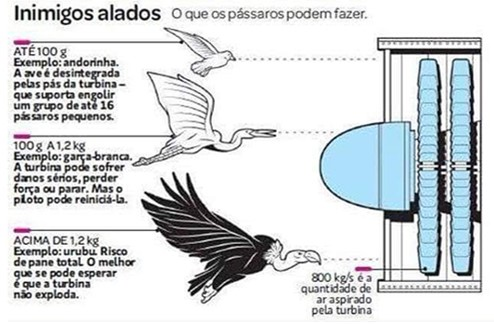 Inimigos alados O que os pássaros podem fazer.
ATÉ 100 g
Exemplo: andorinha.
A ave é desintegrada
pelas pás da turbina –
que suporta engolir
um grupo de até 16
pássaros pequenos.
100 g A 1,2 kg
Exemplo: garça-branca.
A turbina pode sofrer
danos sérios, perder
força ou parar. Mas o
piloto pode reiniciá-la.
ACIMA DE 1,2 kg
Exemplo: urubu. Risco
de pane total. O melhor
que se pode esperar
é que a turbina
não exploda.
800 kg/s é a
quantidade de
ar aspirado
pela turbina